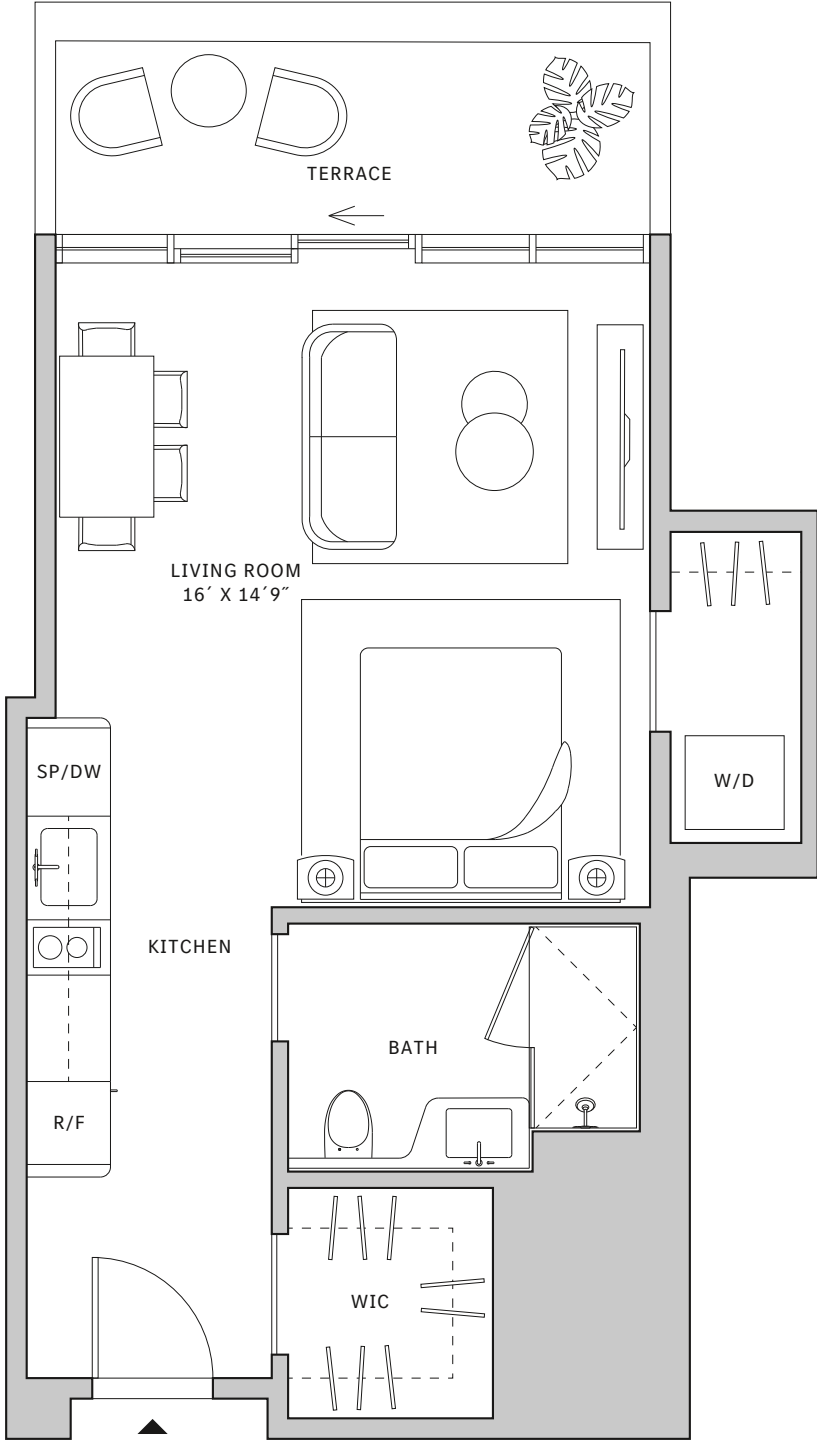 TERRACE
LIVING ROOM
16´ X 14´9˝
SP/DW
W/D
KITCHEN
BATH
R/F
WIC